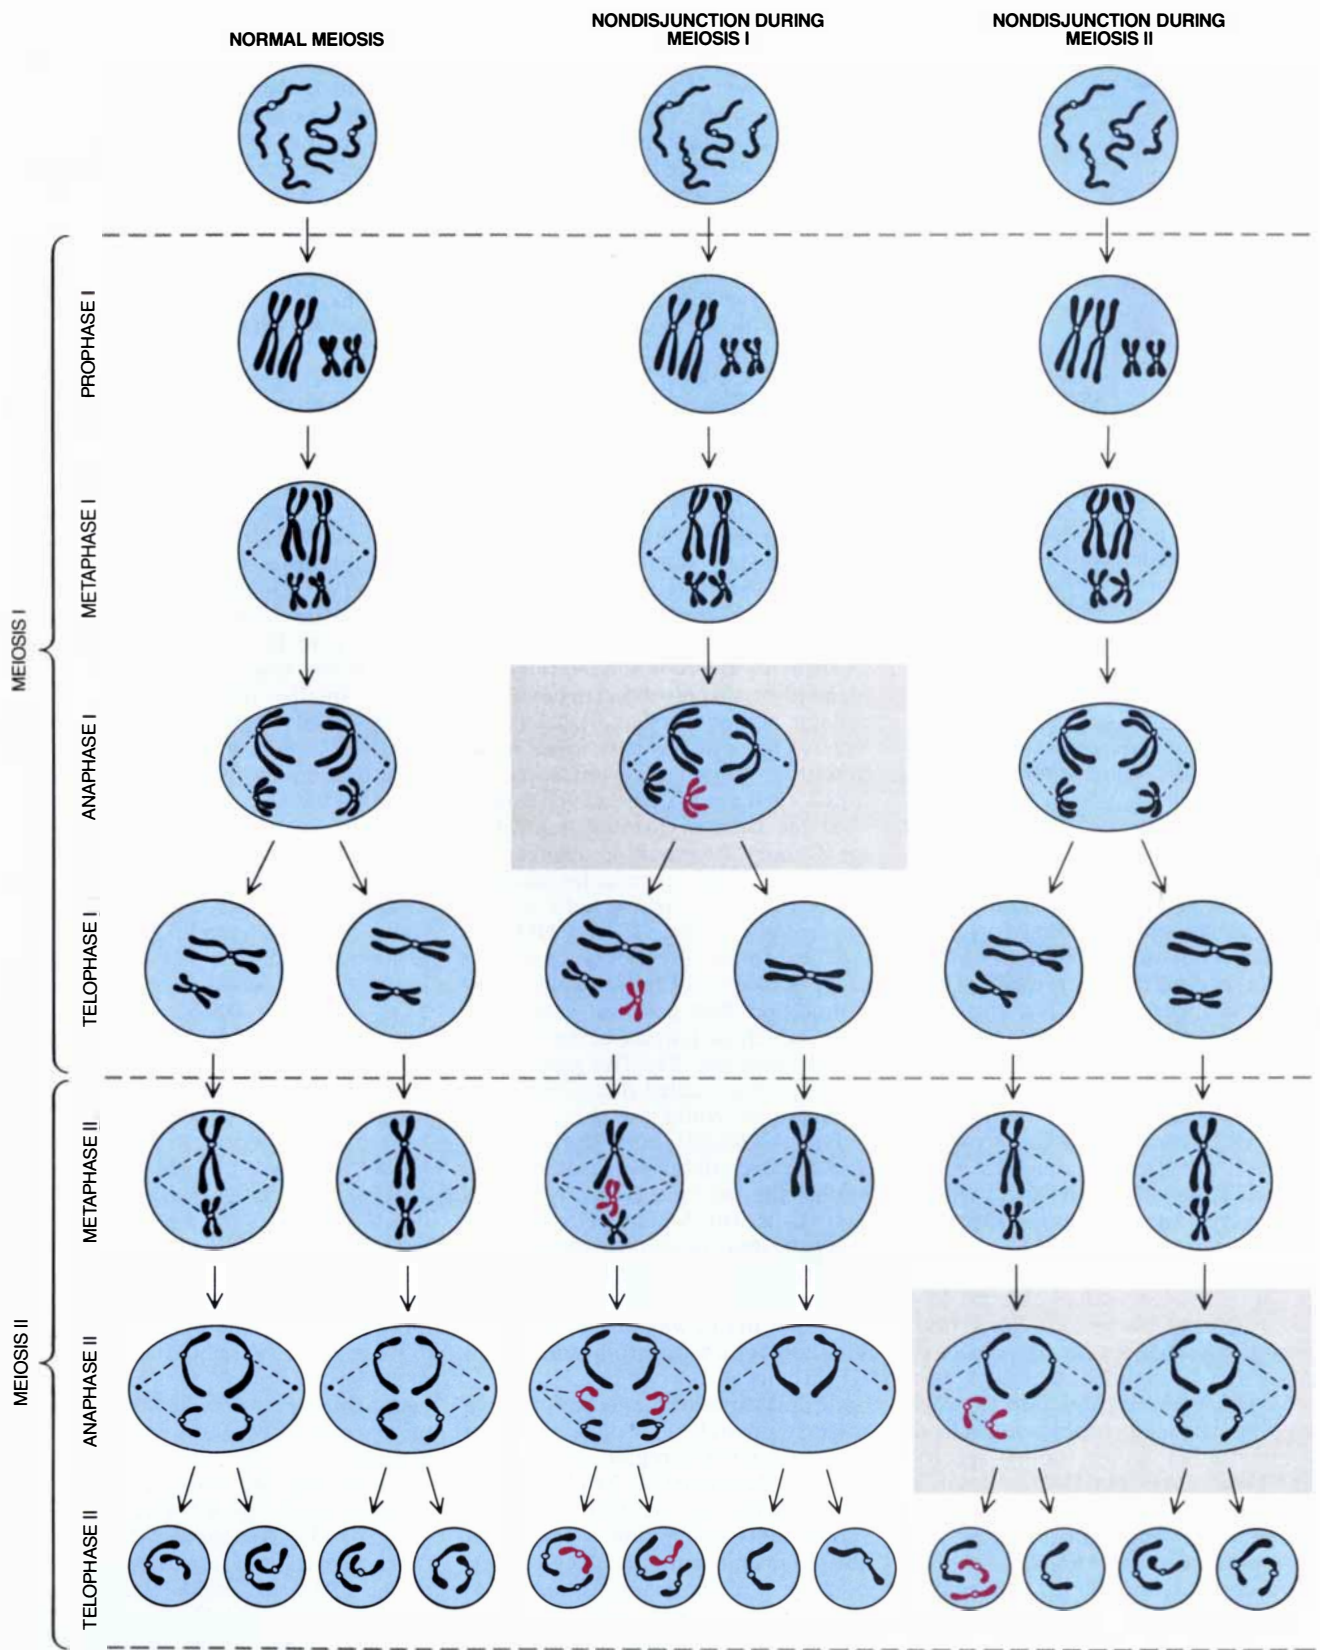 NORMAL MEIOSIS
NONDISJUNCTION DURING
MEIOSIS I
NONDISJUNCTION DURING
MEIOSIS II
MEIOSIS I
PROPHASE I
METAPHASE I
ANAPHASE I
TELOPHASE I
MEIOSIS II
METAPHASE II
ANAPHASE II
TELOPHASE II